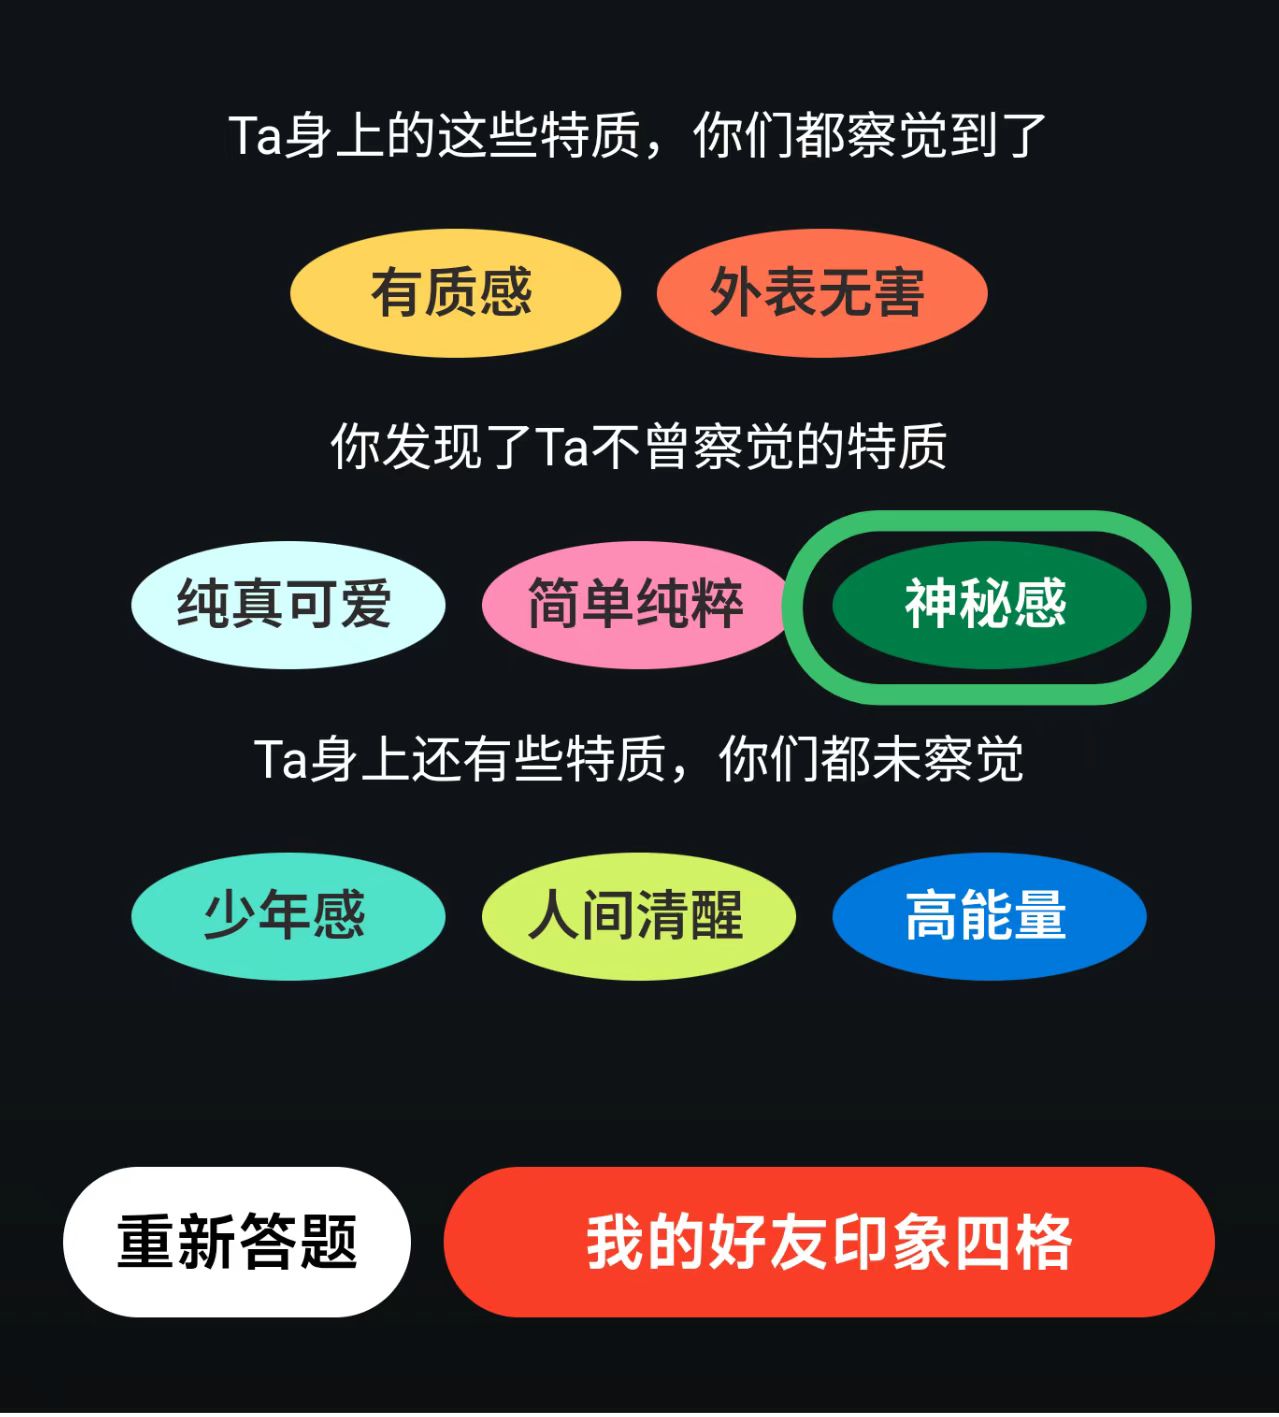 Ta身上的这些特质，你们都察觉到了
有质感 外表无害
你发现了Ta不曾察觉的特质
纯真可爱 简单纯粹 神秘感
Ta身上还有些特质，你们都未察觉
少年感 人间清醒 高能量
重新答题 我的好友印象四格